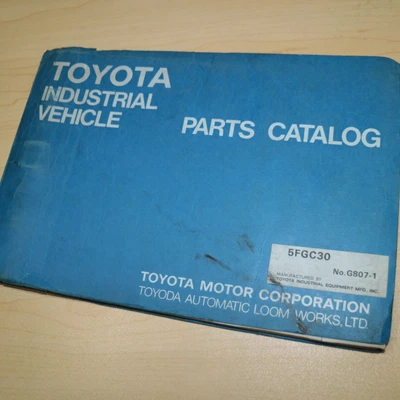 TOYOTA
INDUSTRIAL
VEHICLE
PARTS CATALOG
5FGC30
No.G807-1
MANUFACTURED BY
TOYOTA INDUSTRIAL EQUIPMENT MFG., INC.
TOYOTA MOTOR CORPORATION
TOYODA AUTOMATIC LOOM WORKS, LTD.